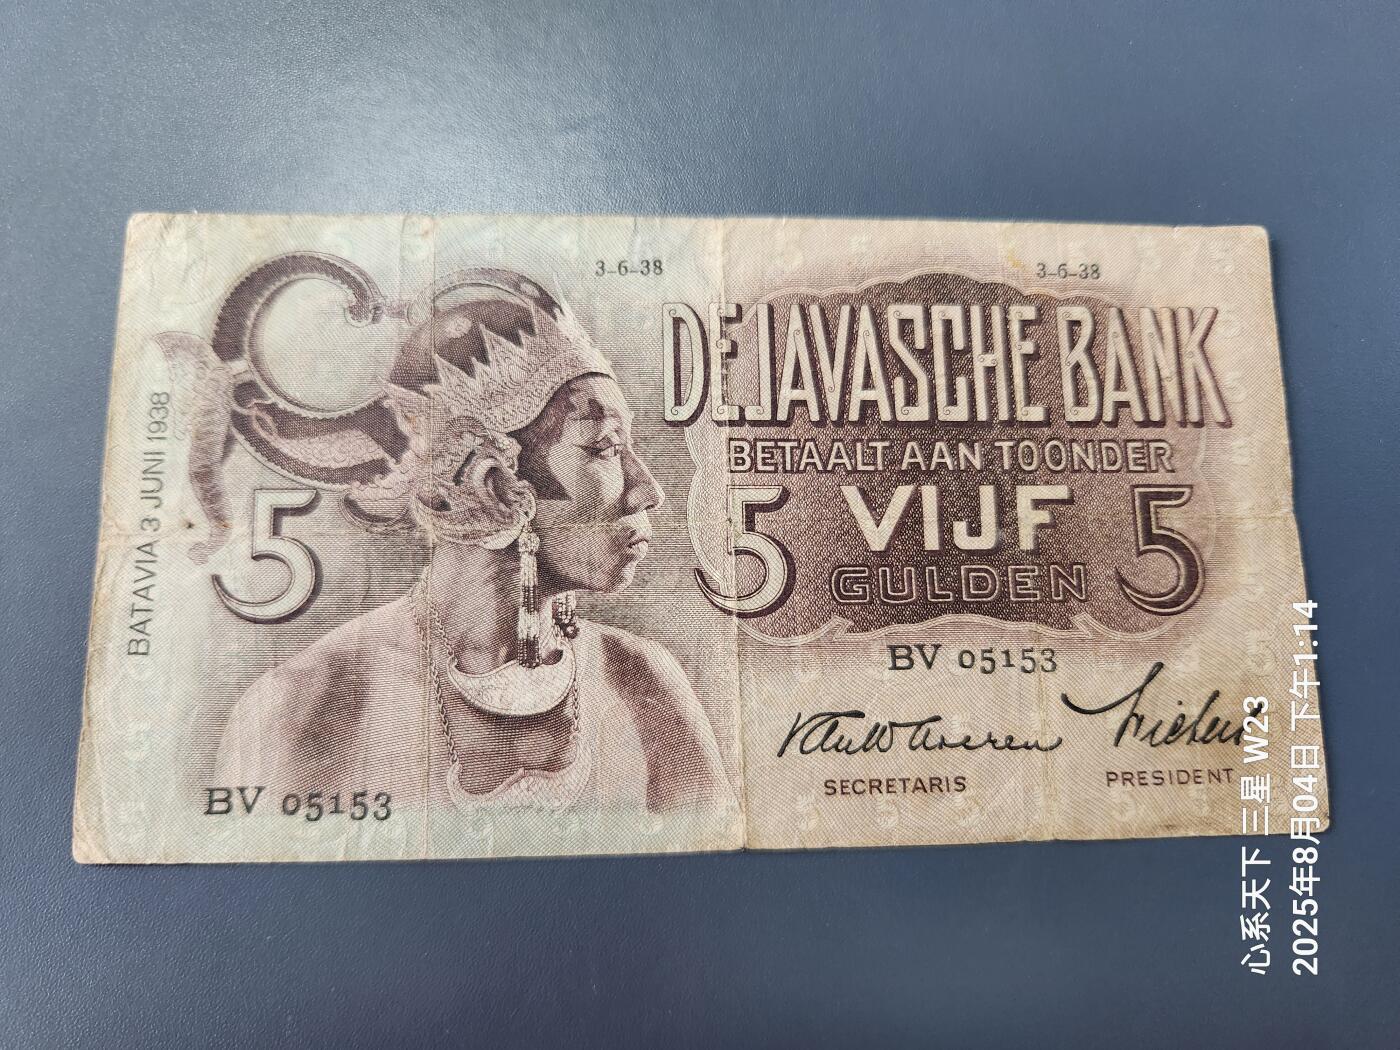 3-6-38
3-6-38
DE JAVASCHE BANK
BETAALT AAN TOONDER
5 VIJF 5
GULDEN
5
BATAVIA 3 JUNI 1938
BV 05153
BV 05153
SECRETARIS
PRESIDENT
心系天下 三星 W23
2025年8月04日 下午1:14